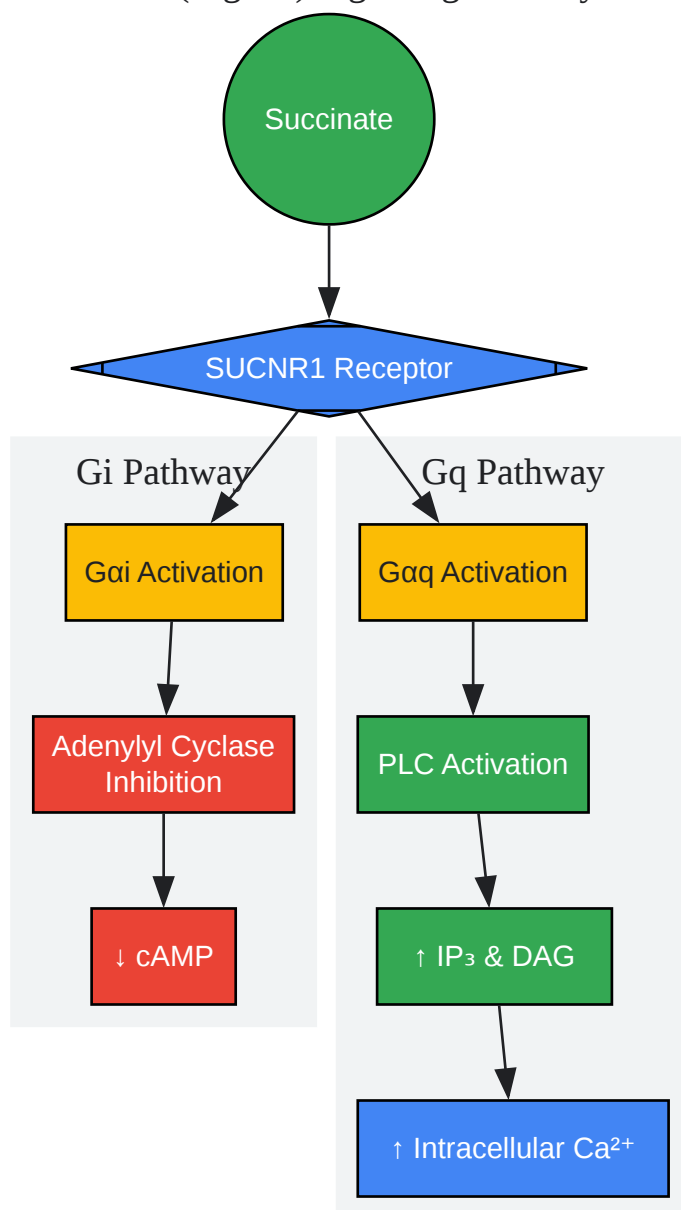 Succinate
SUCNR1 Receptor
Gi Pathway
Gαi Activation
Adenylyl Cyclase
Inhibition
↓ cAMP
Gq Pathway
Gαq Activation
PLC Activation
↑ IP₃ & DAG
↑ Intracellular Ca²⁺